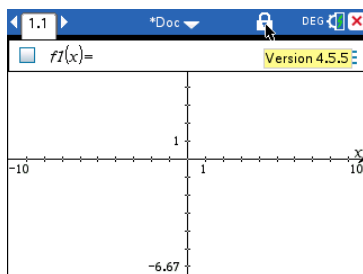 1.1 *Doc DEG
f1(x)=
Version 4.5.5
1
x
-10 1 10
-6.67